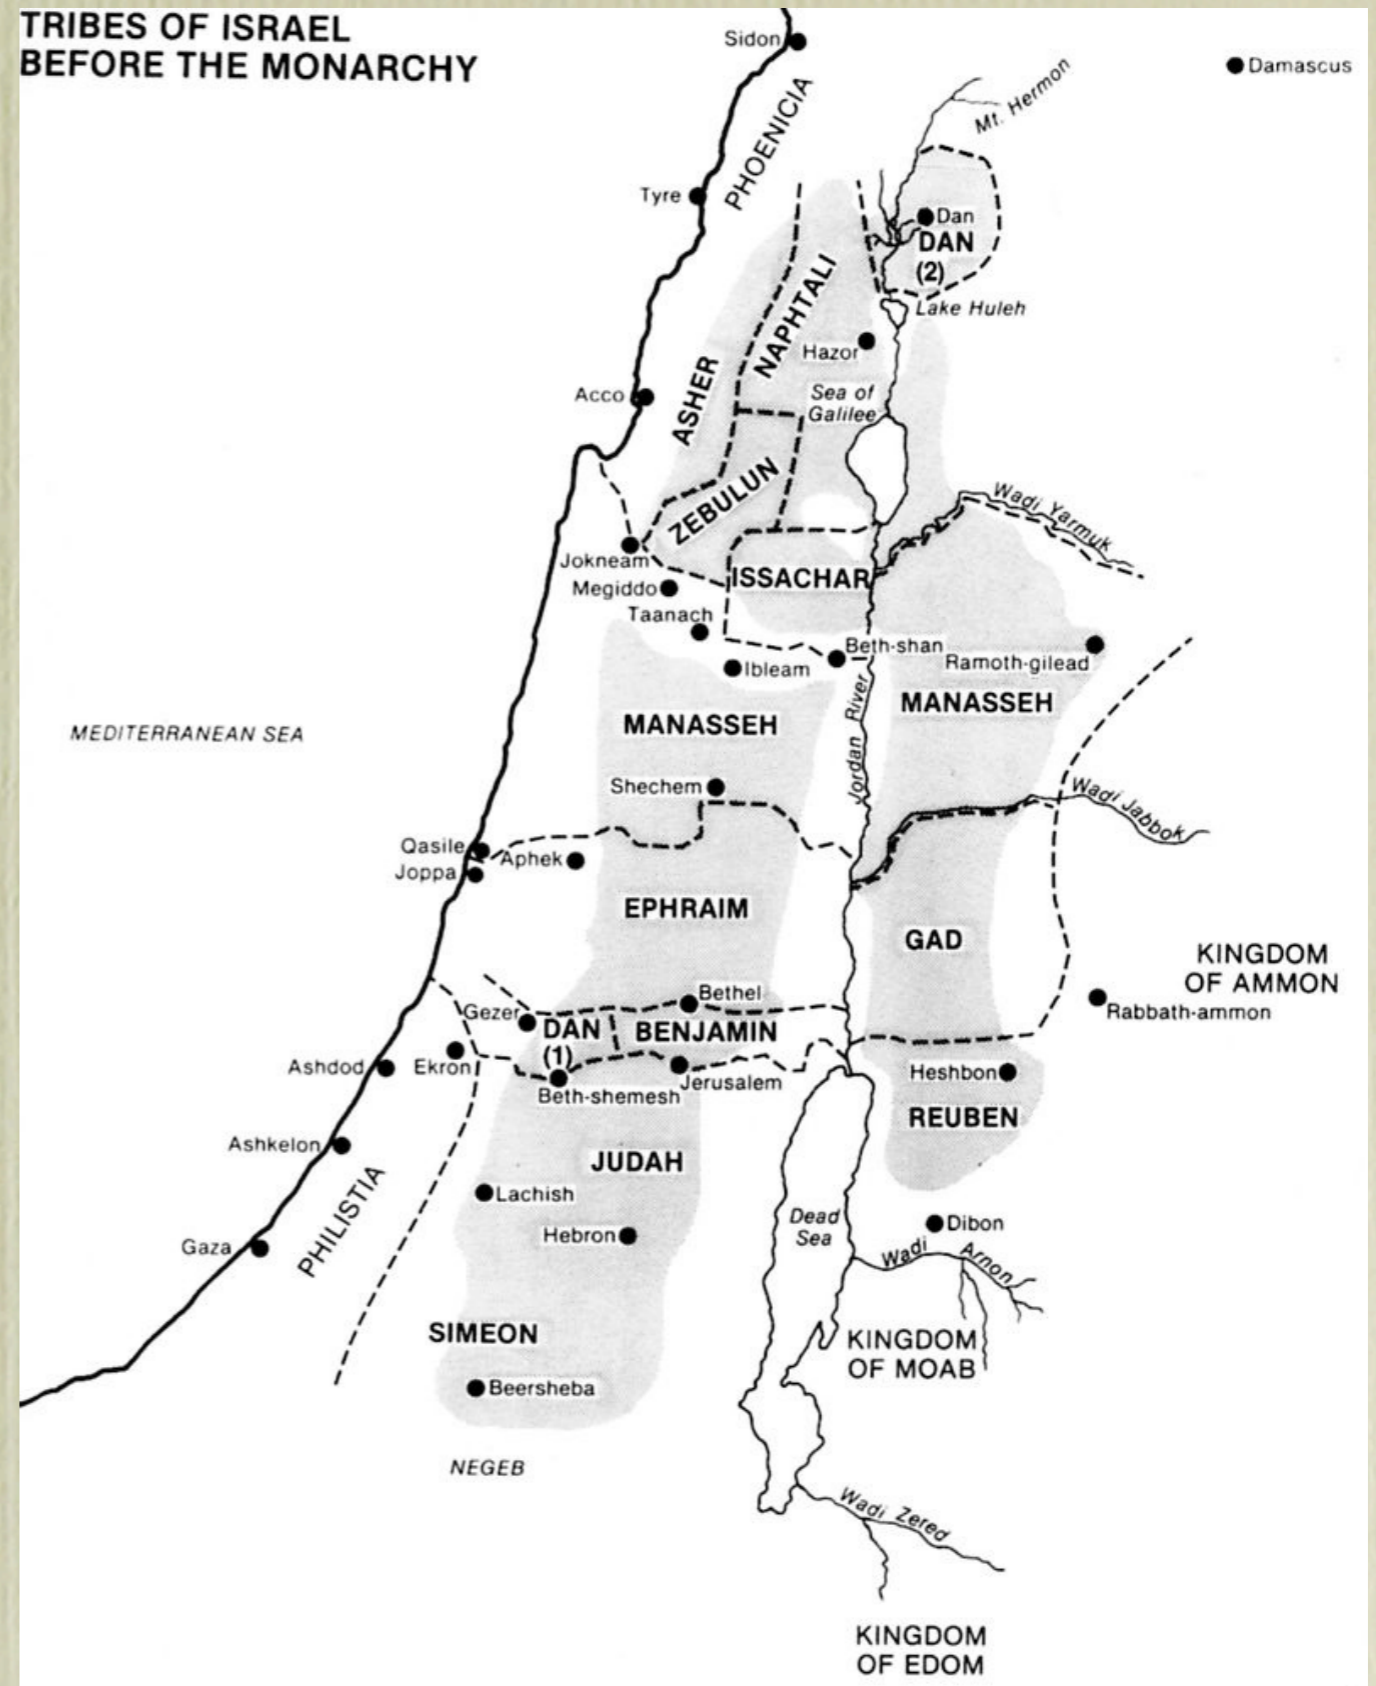 TRIBES OF ISRAEL
BEFORE THE MONARCHY
Sidon
Damascus
Mt. Hermon
PHOENICIA
Tyre
Dan
DAN
(2)
NAPHTALI
Lake Huleh
Hazor
ASHER
Sea of
Galilee
Acco
ZEBULUN
Wadi Yarmuk
Jokneam
ISSACHAR
Megiddo
Taanach
Beth-shan
Ibleam
Ramoth-gilead
MANASSEH
MANASSEH
Jordan River
MEDITERRANEAN SEA
Shechem
Wadi Jabbok
Qasile
Aphek
Joppa
EPHRAIM
GAD
KINGDOM
OF AMMON
Bethel
Rabbath-ammon
Gezer
DAN
(1)
BENJAMIN
Ashdod
Ekron
Jerusalem
Heshbon
Beth-shemesh
REUBEN
Ashkelon
JUDAH
PHILISTIA
Lachish
Dead
Sea
Dibon
Hebron
Gaza
Wadi Arnon
SIMEON
KINGDOM
OF MOAB
Beersheba
NEGEB
Wadi Zered
KINGDOM
OF EDOM